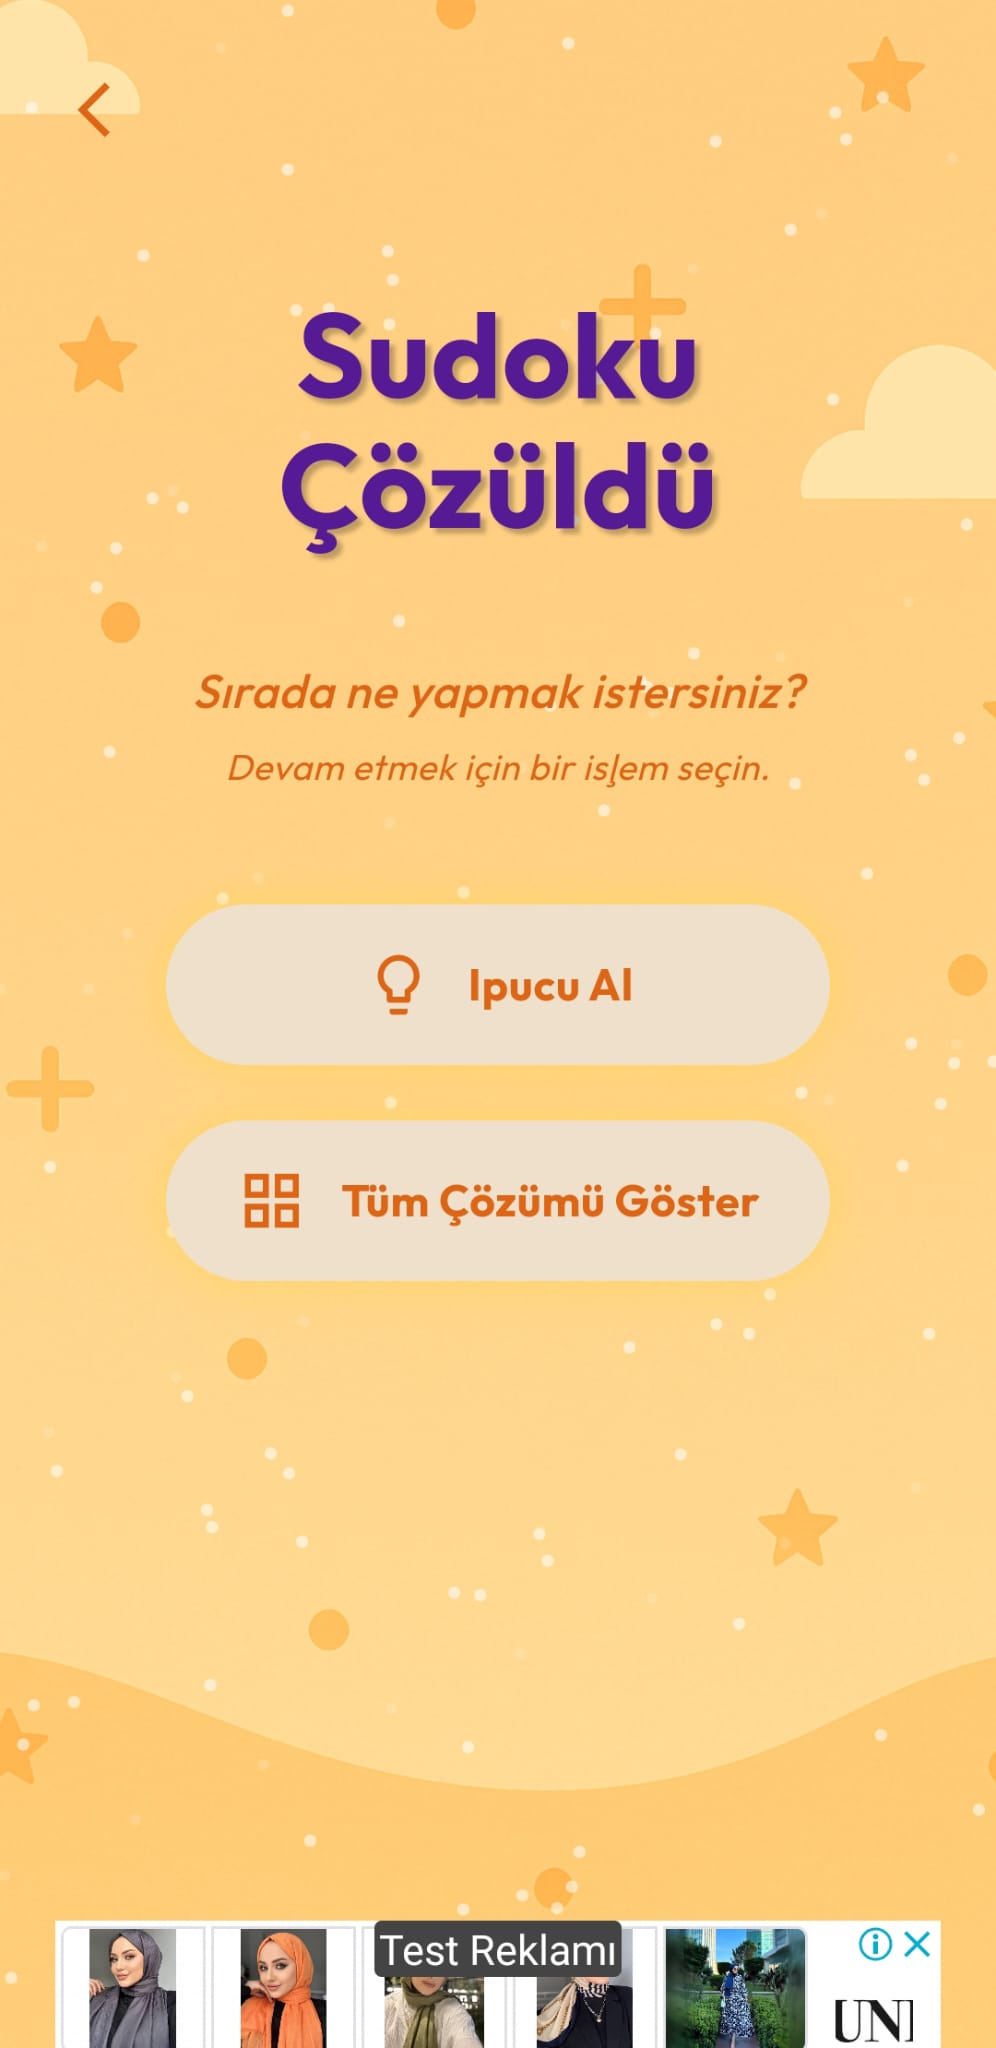 Sudoku
Çözüldü
Sırada ne yapmak istersiniz?
Devam etmek için bir işlem seçin.
Ipucu Al
Tüm Çözümü Göster
Test Reklamı
UNI